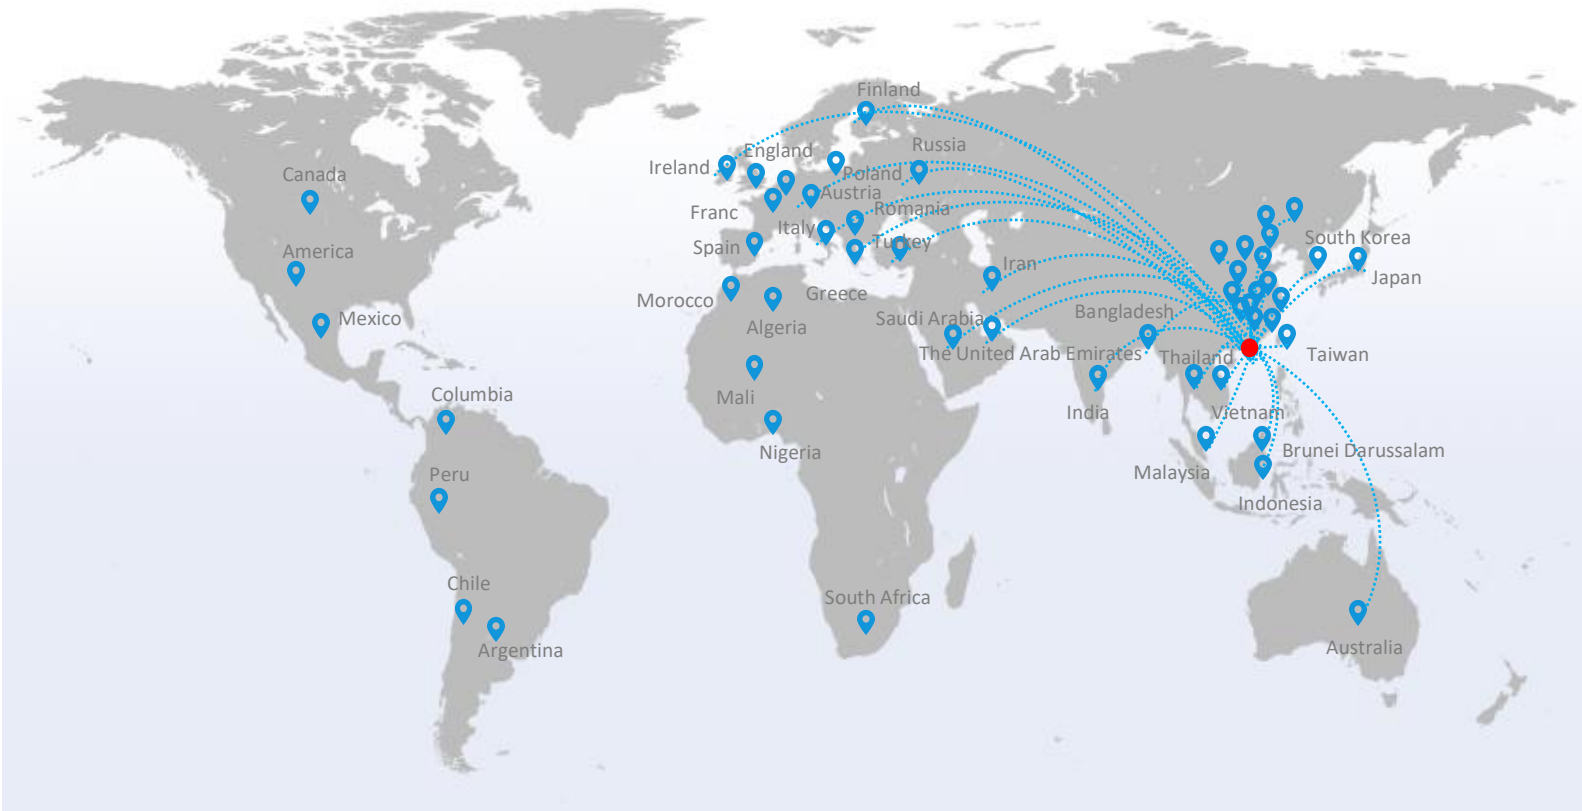 Finland
Russia
England
Ireland
Poland
Canada
Austria
Franc
Romania
Italy
Turkey
Spain
South Korea
America
Iran
Japan
Morocco
Greece
Algeria
Saudi Arabia
Bangladesh
Mexico
The United Arab Emirates
Thailand
Taiwan
Mali
Columbia
India
Vietnam
Nigeria
Brunei Darussalam
Malaysia
Peru
Indonesia
Chile
South Africa
Argentina
Australia